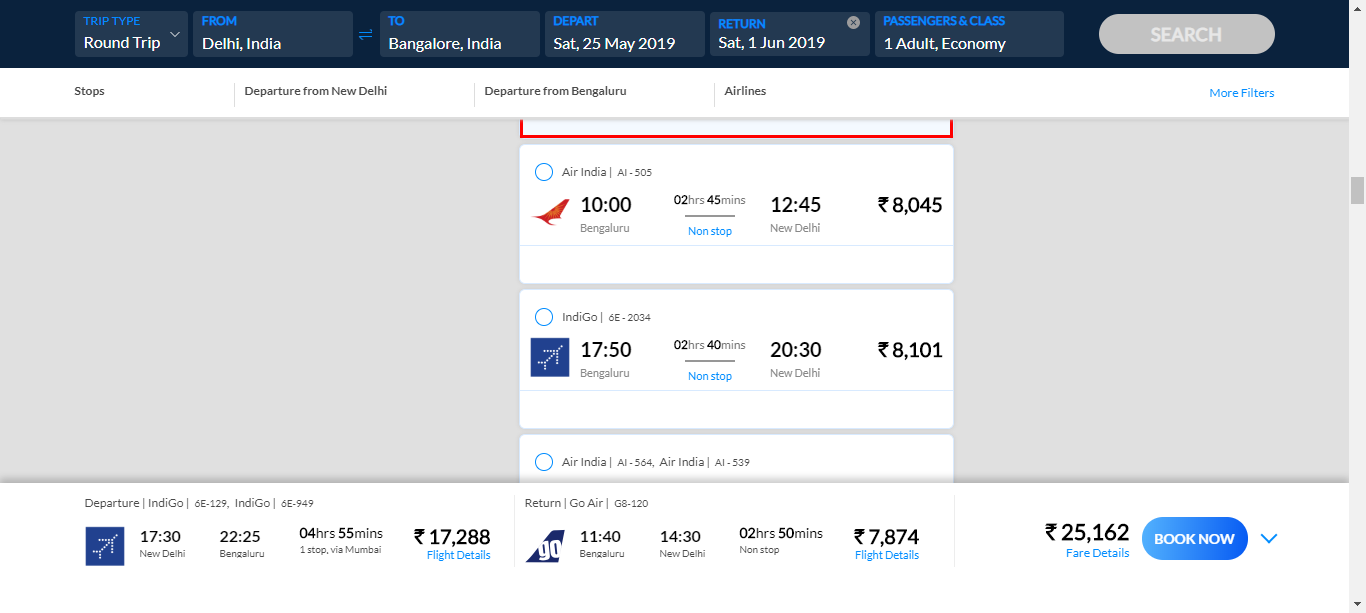 TRIP TYPE
Round Trip
FROM
Delhi, India
TO
Bangalore, India
DEPART
Sat, 25 May 2019
RETURN
Sat, 1 Jun 2019
PASSENGERS & CLASS
1 Adult, Economy
SEARCH
Stops
Departure from New Delhi
Departure from Bengaluru
Airlines
More Filters
Air India | AI - 505
10:00 02hrs 45mins 12:45 ₹ 8,045
Bengaluru Non stop New Delhi
IndiGo | 6E - 2034
17:50 02hrs 40mins 20:30 ₹ 8,101
Bengaluru Non stop New Delhi
Air India | AI - 564, Air India | AI - 539
Departure | IndiGo | 6E-129, IndiGo | 6E-949
17:30 22:25 04hrs 55mins ₹ 17,288
New Delhi Bengaluru 1 stop, via Mumbai Flight Details
Return | Go Air | G8-120
go 11:40 14:30 02hrs 50mins ₹ 7,874
Bengaluru New Delhi Non stop Flight Details
₹ 25,162
Fare Details
BOOK NOW